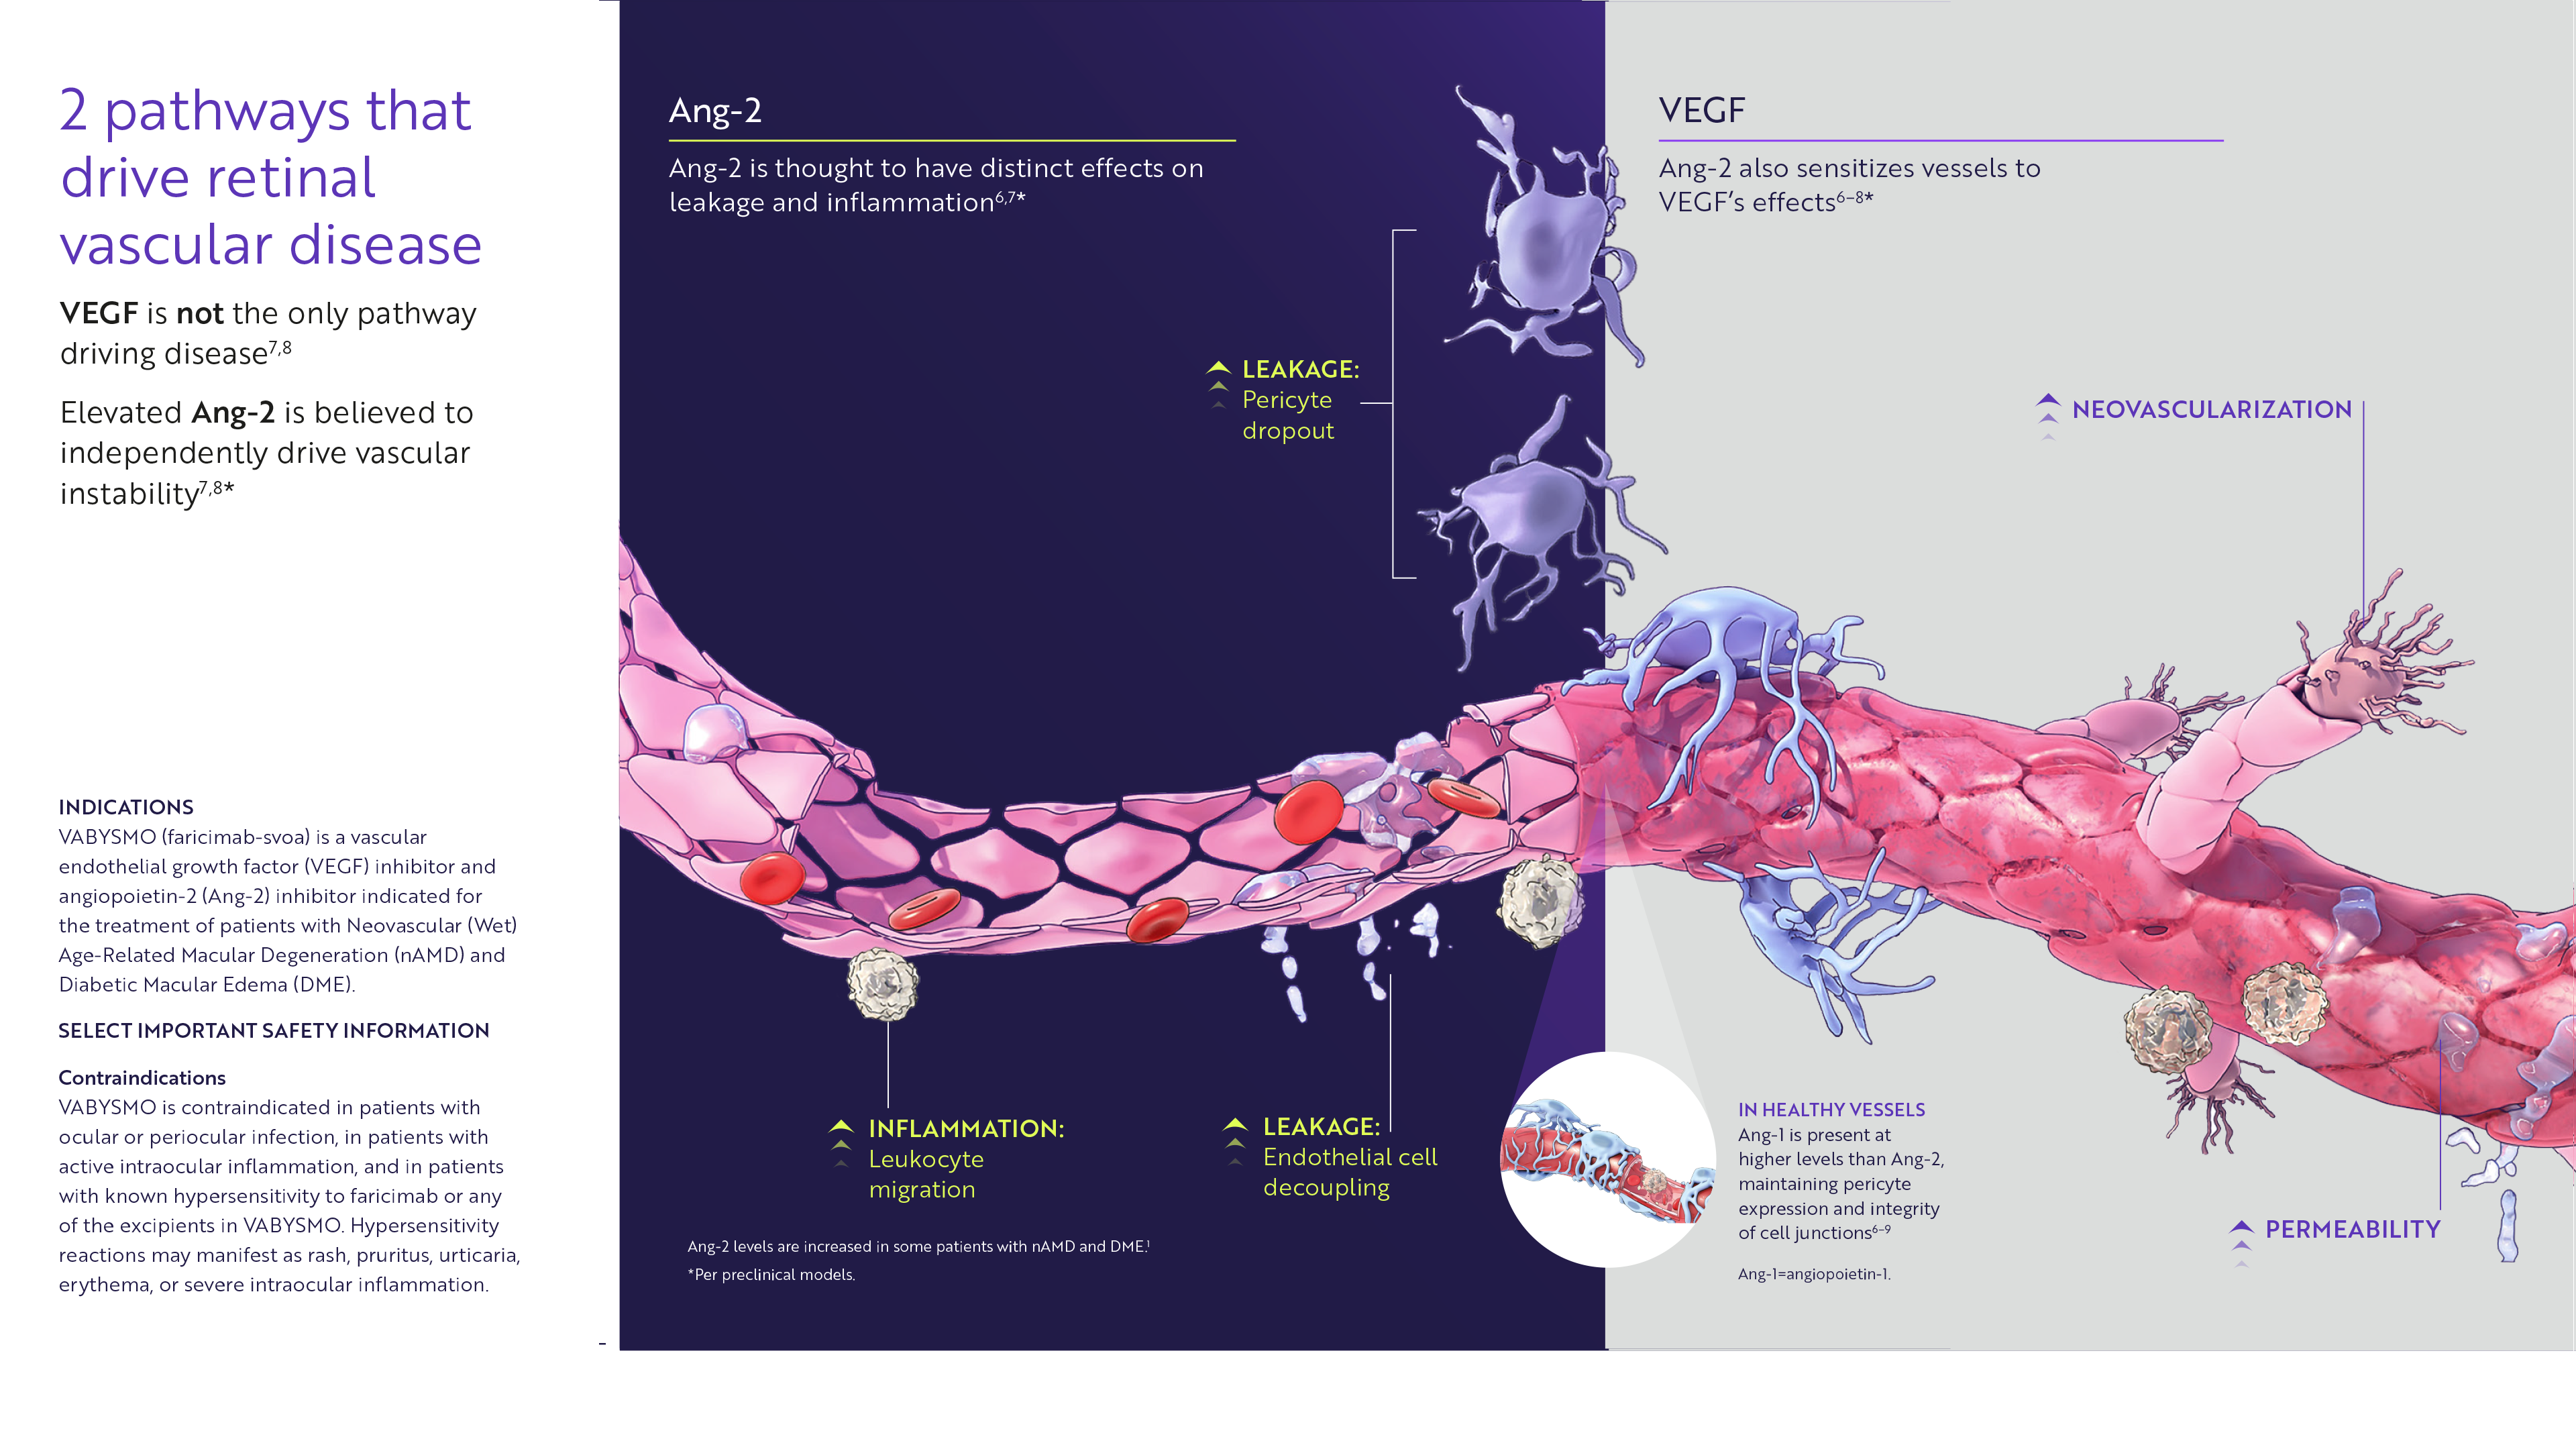 2 pathways that
drive retinal
vascular disease
VEGF is not the only pathway
driving disease7,8
Elevated Ang-2 is believed to
independently drive vascular
instability7,8*
INDICATIONS
VABYSMO (faricimab-svoa) is a vascular
endothelial growth factor (VEGF) inhibitor and
angiopoietin-2 (Ang-2) inhibitor indicated for
the treatment of patients with Neovascular (Wet)
Age-Related Macular Degeneration (nAMD) and
Diabetic Macular Edema (DME).
SELECT IMPORTANT SAFETY INFORMATION
Contraindications
VABYSMO is contraindicated in patients with
ocular or periocular infection, in patients with
active intraocular inflammation, and in patients
with known hypersensitivity to faricimab or any
of the excipients in VABYSMO. Hypersensitivity
reactions may manifest as rash, pruritus, urticaria,
erythema, or severe intraocular inflammation.
Ang-2
Ang-2 is thought to have distinct effects on
leakage and inflammation6,7*
LEAKAGE:
Pericyte
dropout
INFLAMMATION:
Leukocyte
migration
LEAKAGE:
Endothelial cell
decoupling
Ang-2 levels are increased in some patients with nAMD and DME.1
*Per preclinical models.
VEGF
Ang-2 also sensitizes vessels to
VEGF's effects6–8*
NEOVASCULARIZATION
IN HEALTHY VESSELS
Ang-1 is present at
higher levels than Ang-2,
maintaining pericyte
expression and integrity
of cell junctions6–9
Ang-1=angiopoietin-1.
PERMEABILITY